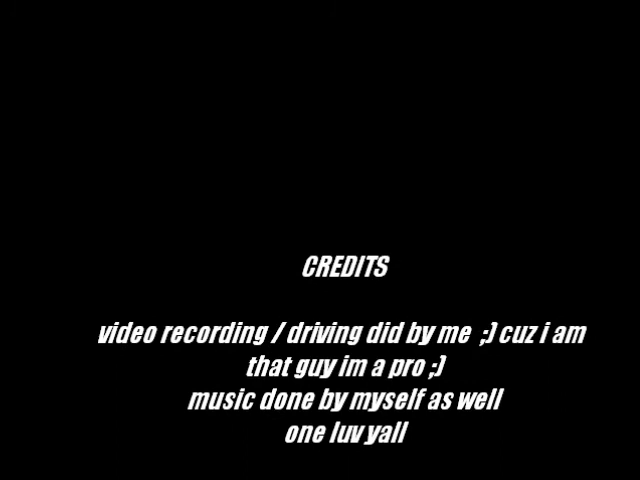 CREDITS
video recording / driving did by me ;) cuz i am
that guy im a pro ;)
music done by myself as well
one luv yall